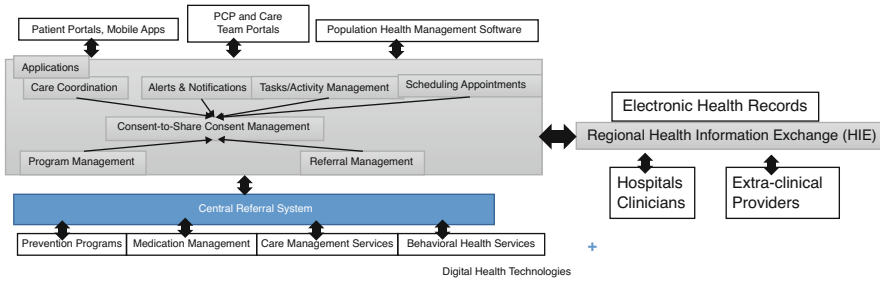 Patient Portals, Mobile Apps
PCP and Care
Team Portals
Population Health Management Software
Applications
Care Coordination
Alerts & Notifications
Tasks/Activity Management
Scheduling Appointments
Consent-to-Share Consent Management
Program Management
Referral Management
Electronic Health Records
Regional Health Information Exchange (HIE)
Hospitals
Clinicians
Extra-clinical
Providers
Central Referral System
Prevention Programs
Medication Management
Care Management Services
Behavioral Health Services
+
Digital Health Technologies